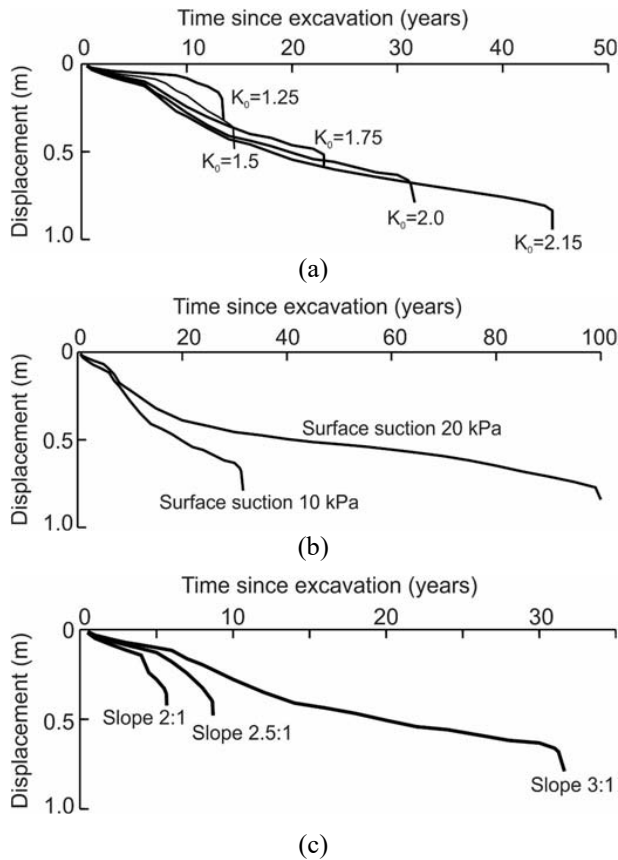 Time since excavation (years)
0 10 20 30 40 50
Displacement (m)
0
0.5
1.0
K₀=1.25
K₀=1.5
K₀=1.75
K₀=2.0
K₀=2.15
(a)
Time since excavation (years)
0 20 40 60 80 100
Displacement (m)
0
0.5
1.0
Surface suction 20 kPa
Surface suction 10 kPa
(b)
Time since excavation (years)
0 10 20 30
Displacement (m)
0
0.5
1.0
Slope 2:1
Slope 2.5:1
Slope 3:1
(c)